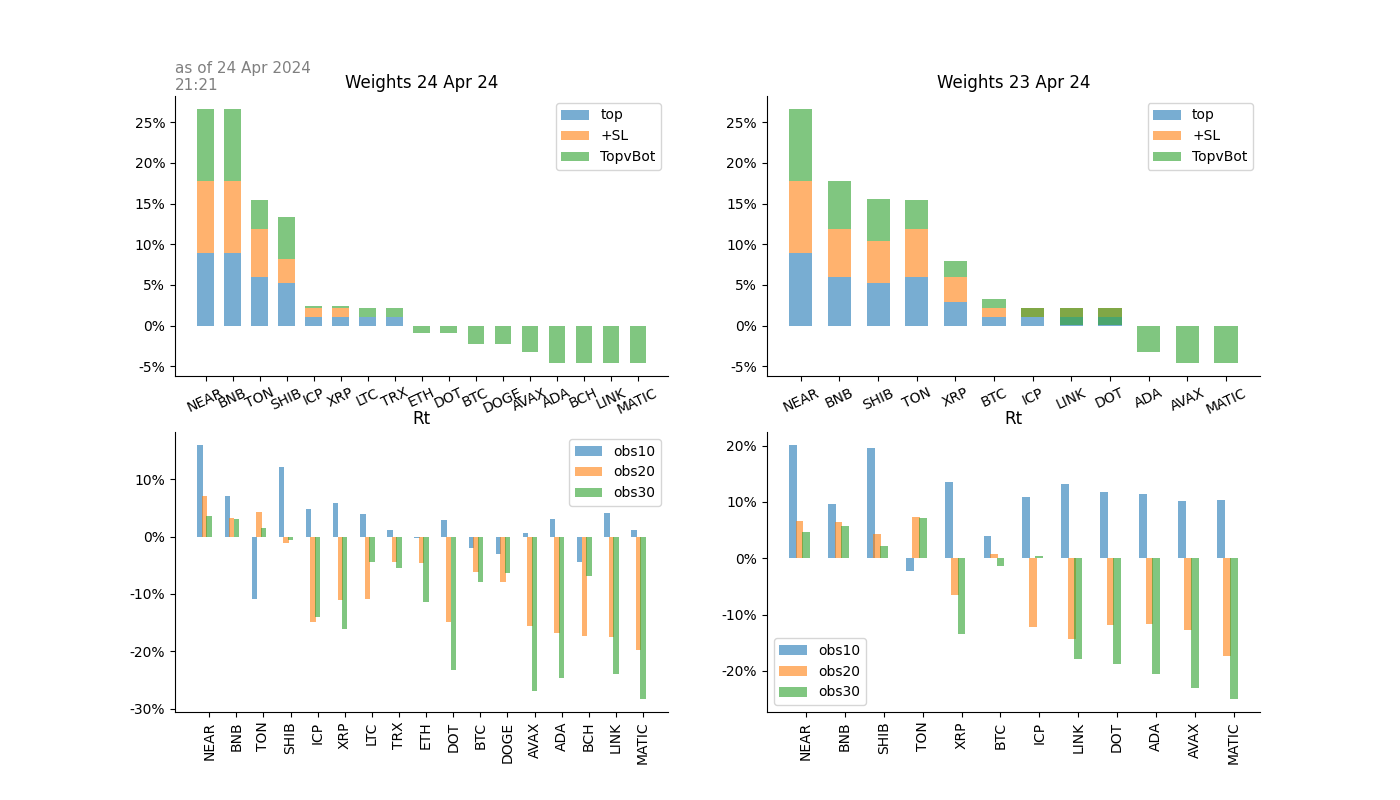 as of 24 Apr 2024
21:21
Weights 24 Apr 24
25%
20%
15%
10%
5%
0%
-5%
top
+SL
TopvBot
NEAR BNB TON SHIB ICP XRP LTC TRX ETH DOT BTC DOGE AVAX ADA BCH LINK MATIC
Weights 23 Apr 24
25%
20%
15%
10%
5%
0%
-5%
top
+SL
TopvBot
NEAR BNB SHIB TON XRP BTC ICP LINK DOT ADA AVAX MATIC
Rt
10%
0%
-10%
-20%
-30%
obs10
obs20
obs30
NEAR BNB TON SHIB ICP XRP LTC TRX ETH DOT BTC DOGE AVAX ADA BCH LINK MATIC
Rt
20%
10%
0%
-10%
-20%
obs10
obs20
obs30
NEAR BNB SHIB TON XRP BTC ICP LINK DOT ADA AVAX MATIC